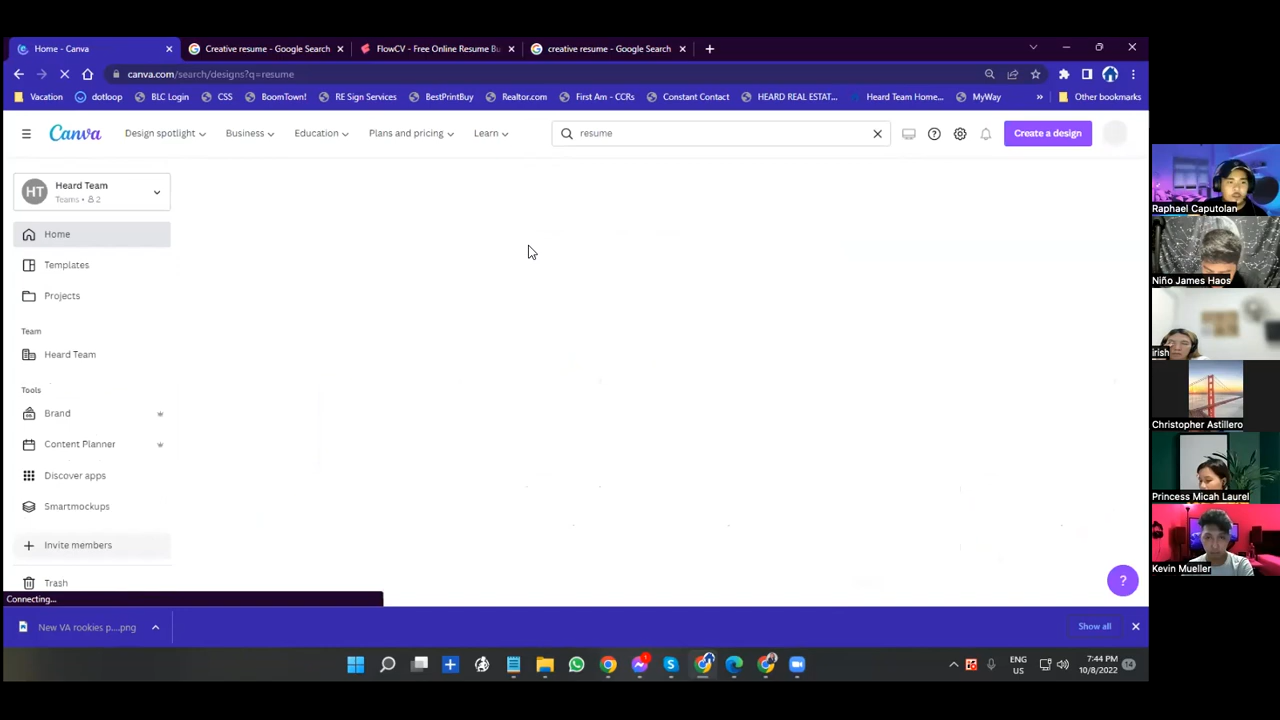 Home - Canva
Creative resume - Google Search
FlowCV - Free Online Resume Bu
creative resume - Google Search
canva.com/search/designs?q=resume
Vacation
dotloop
BLC Login
CSS
BoomTown!
RE Sign Services
BestPrintBuy
Realtor.com
First Am - CCRs
Constant Contact
HEARD REAL ESTAT...
Heard Team Home...
MyWay
»
Other bookmarks
Canva
Design spotlight
Business
Education
Plans and pricing
Learn
resume
Create a design
HT
Heard Team
Teams • 2
Home
Templates
Projects
Team
Heard Team
Tools
Brand
Content Planner
Discover apps
Smartmockups
Invite members
Trash
?
Connecting...
New VA rookies p....png
Show all
ENG
US
7:44 PM
10/8/2022
14
1
Raphael Caputolan
Niño James Haos
irish
Christopher Astillero
Princess Micah Laurel
Kevin Mueller